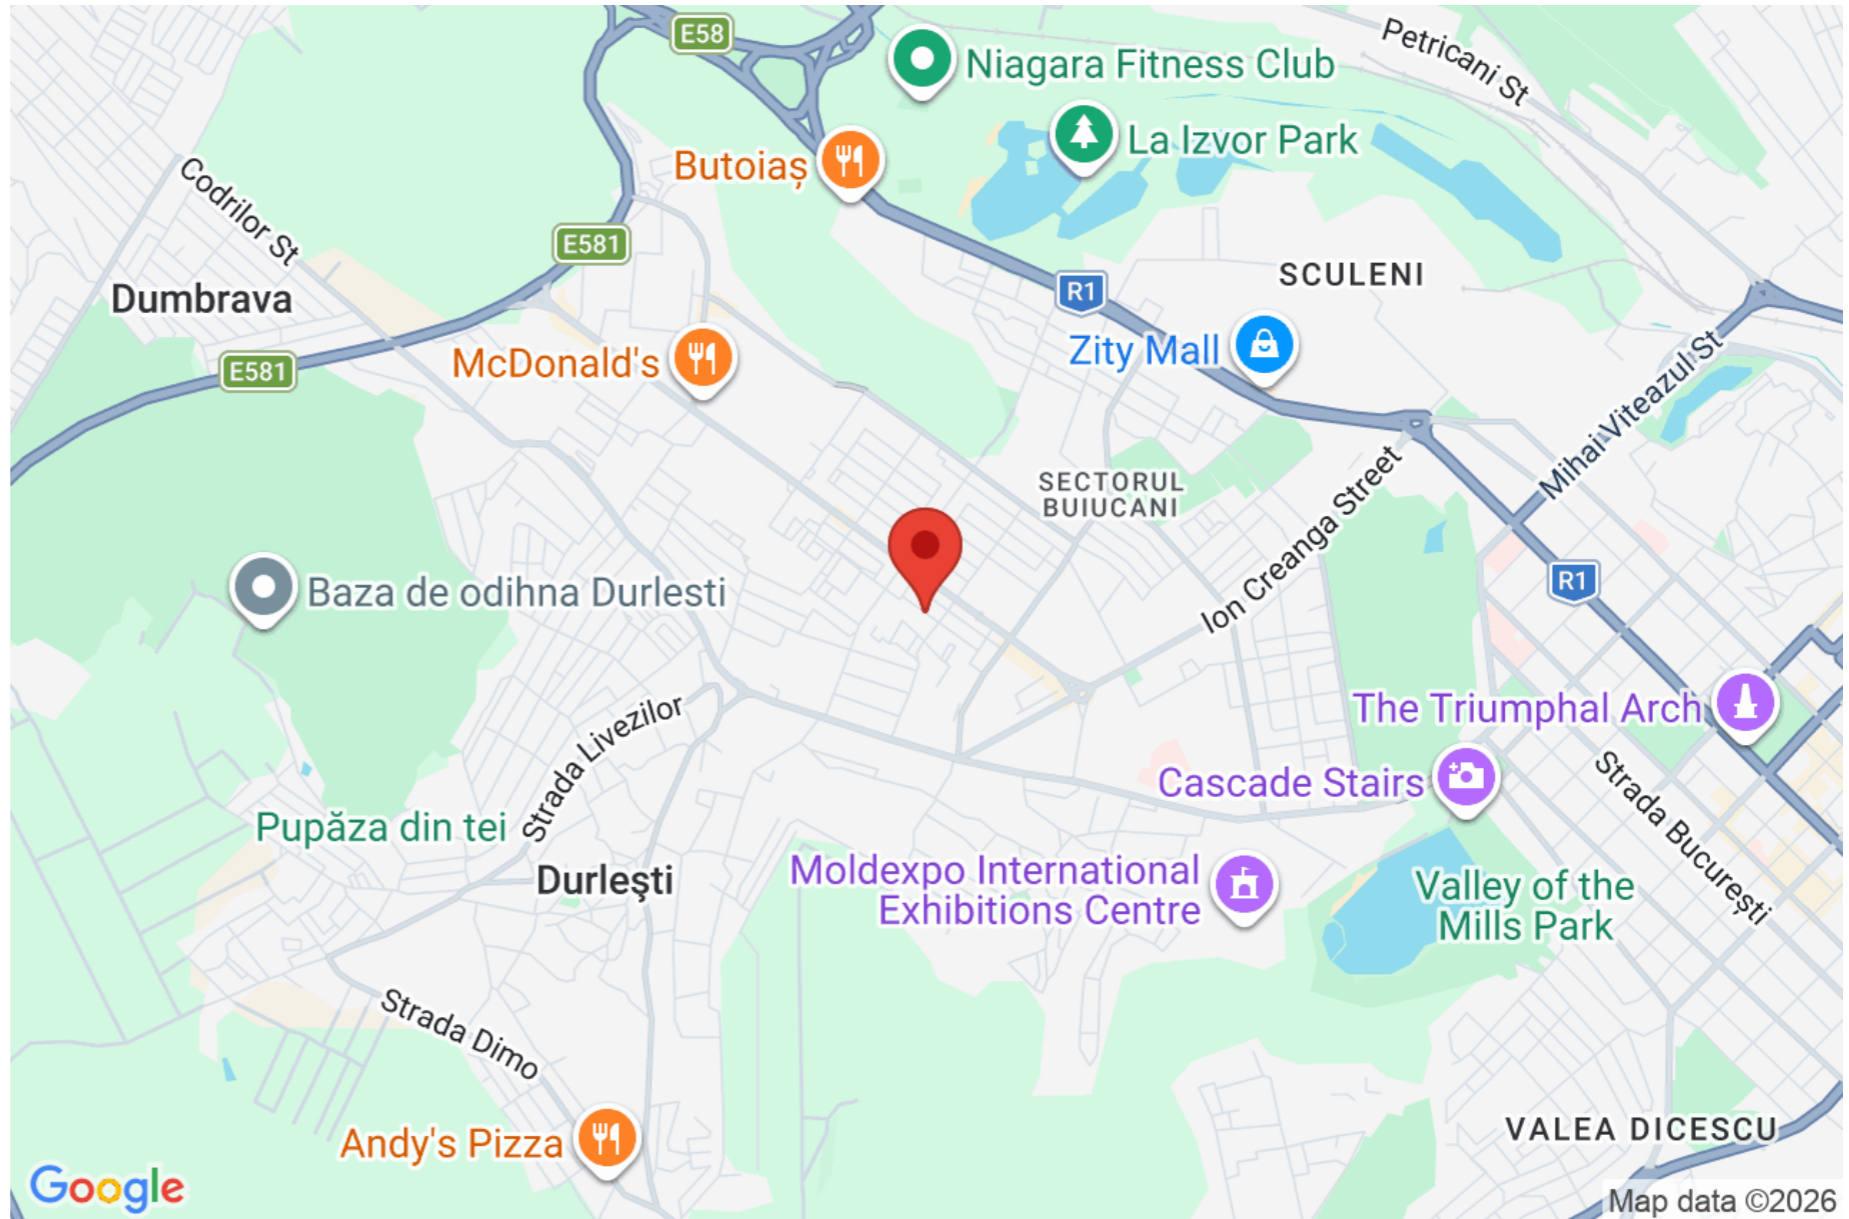 E58
Niagara Fitness Club
Petricani St
La Izvor Park
Butoiaș
Codrilor St
E581
SCULENI
Dumbrava
R1
Zity Mall
McDonald's
E581
Mihai Viteazul St
SECTORUL
BUIUCANI
Ion Creanga Street
R1
Baza de odihna Durlesti
Strada Livezilor
The Triumphal Arch
Cascade Stairs
Strada București
Pupăza din tei
Durleşti
Moldexpo International
Exhibitions Centre
Valley of the
Mills Park
Strada Dimo
Andy's Pizza
VALEA DICESCU
Google
Map data ©2026